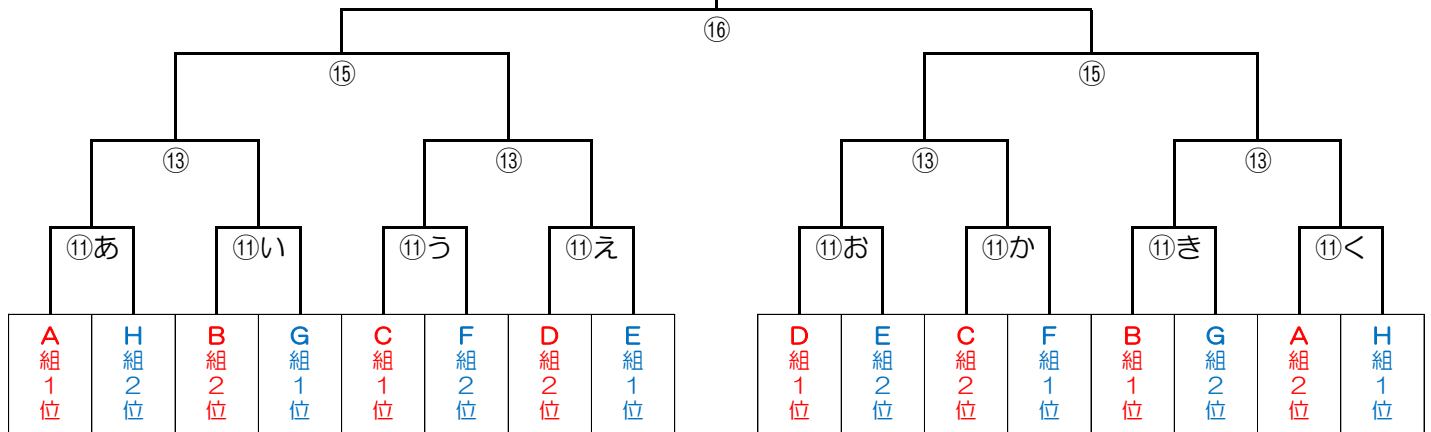 ⑯
⑮ ⑮
⑬ ⑬ ⑬ ⑬
⑪あ ⑪い ⑪う ⑪え ⑪お ⑪か ⑪き ⑪く
A組1位
H組2位
B組2位
G組1位
C組1位
F組2位
D組2位
E組1位
D組1位
E組2位
C組2位
F組1位
B組1位
G組2位
A組2位
H組1位